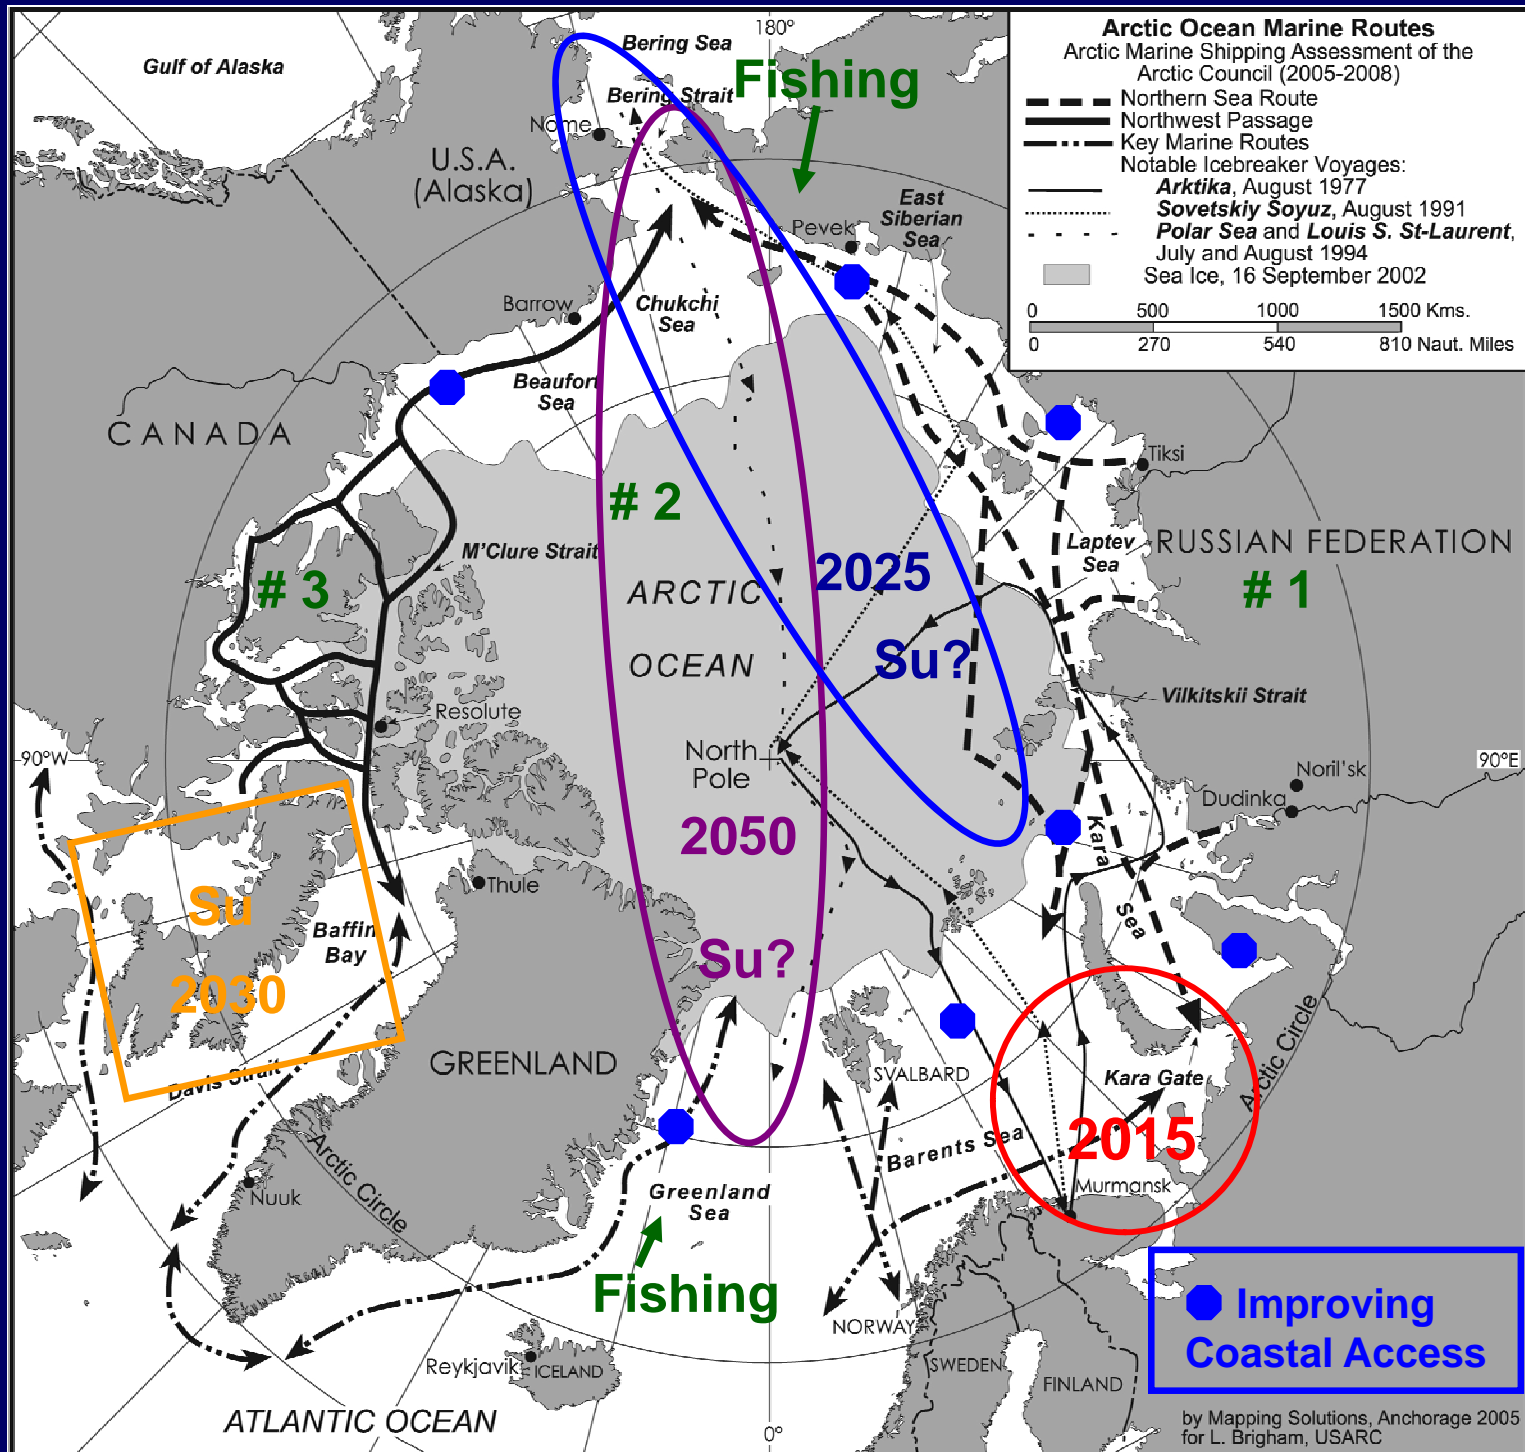 Arctic Ocean Marine Routes
Arctic Marine Shipping Assessment of the
Arctic Council (2005-2008)
Northern Sea Route
Northwest Passage
Key Marine Routes
Notable Icebreaker Voyages:
Arktika, August 1977
Sovetskiy Soyuz, August 1991
Polar Sea and Louis S. St-Laurent,
July and August 1994
Sea Ice, 16 September 2002
0 500 1000 1500 Kms.
0 270 540 810 Naut. Miles
180°
Gulf of Alaska
Bering Sea
Fishing
Bering Strait
Nome
U.S.A.
(Alaska)
East
Siberian
Sea
Pevek
Barrow
Chukchi
Sea
Beaufort
Sea
CANADA
Tiksi
# 2
M'Clure Strait
Laptev
Sea
RUSSIAN FEDERATION
# 1
# 3
2025
ARCTIC
OCEAN
Su?
Vilkitskii Strait
Resolute
North
Pole
90°W
90°E
Noril'sk
Dudinka
2050
Kara
Sea
Thule
Su
2030
Baffin
Bay
Su?
Davis Strait
GREENLAND
SVALBARD
Kara Gate
Arctic Circle
2015
Barents Sea
Murmansk
Nuuk
Arctic Circle
Greenland
Sea
Fishing
NORWAY
Reykjavik
ICELAND
SWEDEN
FINLAND
Improving
Coastal Access
ATLANTIC OCEAN
0°
by Mapping Solutions, Anchorage 2005
for L. Brigham, USARC